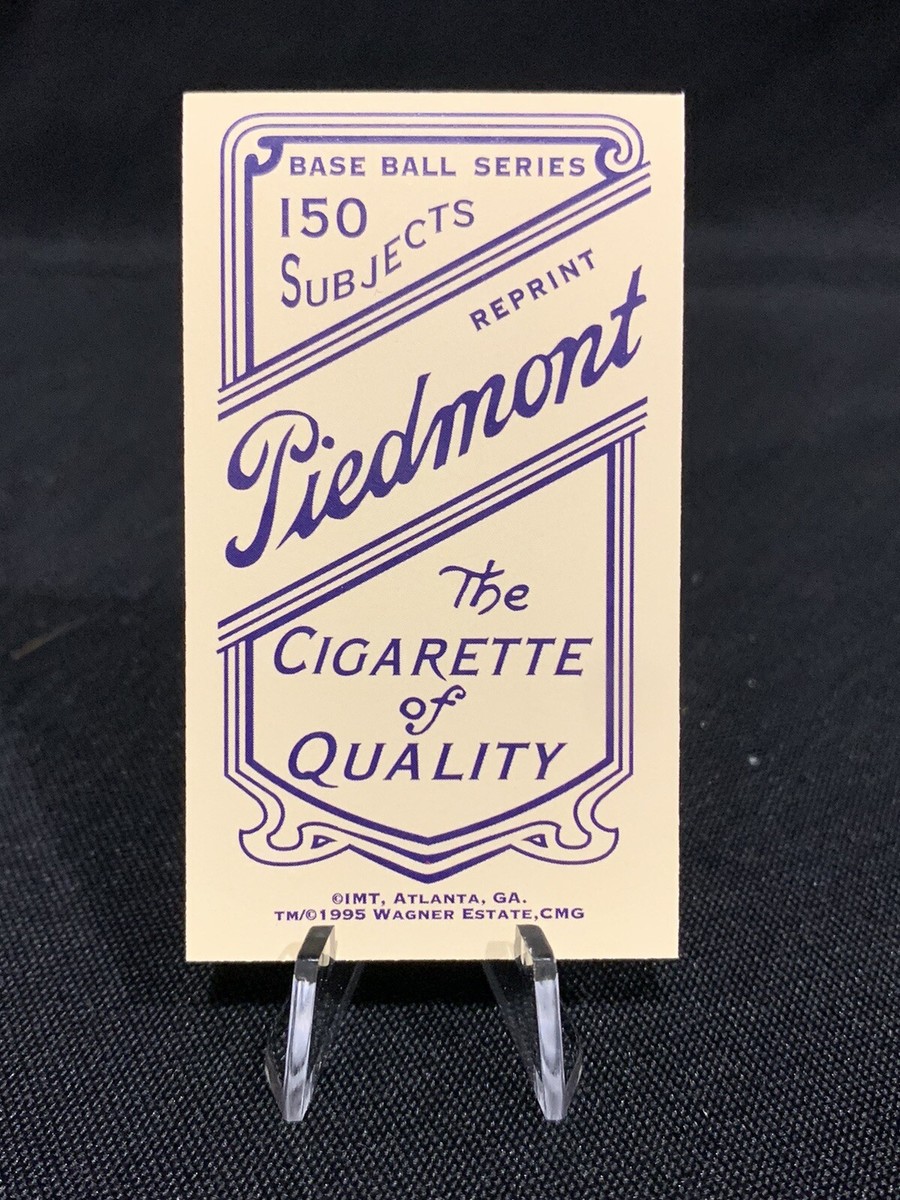 BASE BALL SERIES
150
SUBJECTS
REPRINT
Piedmont
The
CIGARETTE
of
QUALITY
©IMT, ATLANTA, GA.
TM/©1995 WAGNER ESTATE,CMG